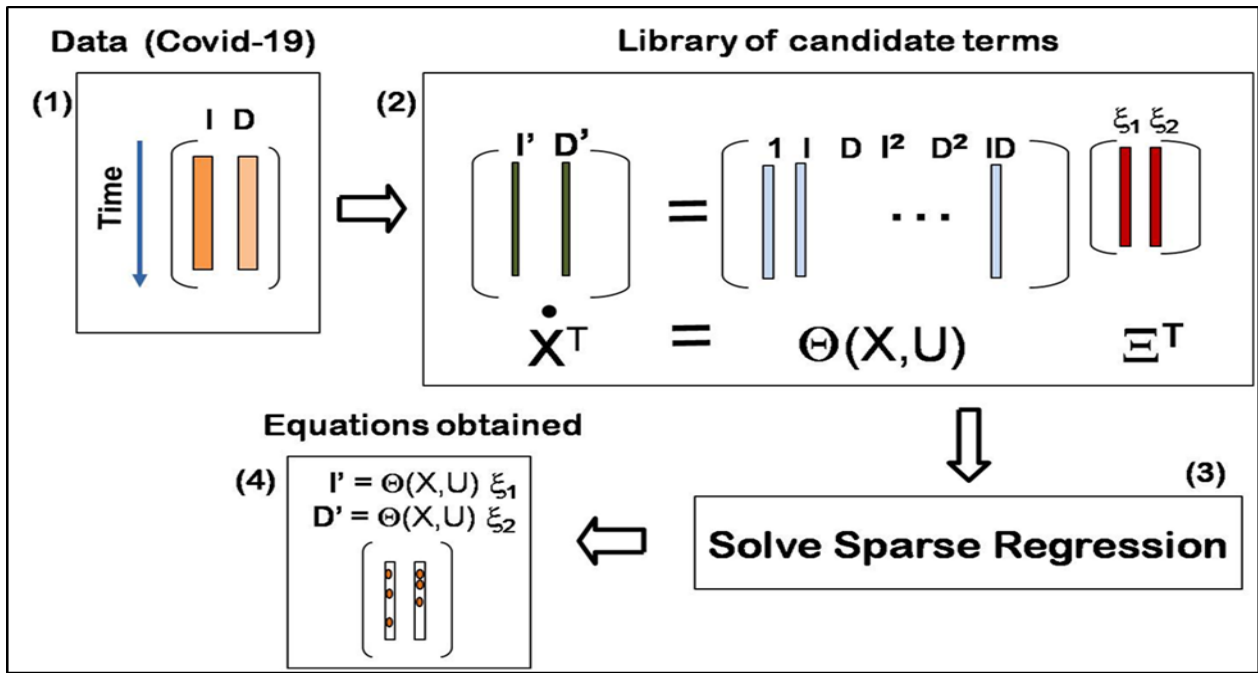 Data (Covid-19)
(1)
I D
Time
Library of candidate terms
(2)
I' D' = 1 I D I² D² ID ξ₁ ξ₂
...
Ẋᵀ = Θ(X,U) Ξᵀ
(3)
Solve Sparse Regression
Equations obtained
(4)
I' = Θ(X,U) ξ₁
D' = Θ(X,U) ξ₂